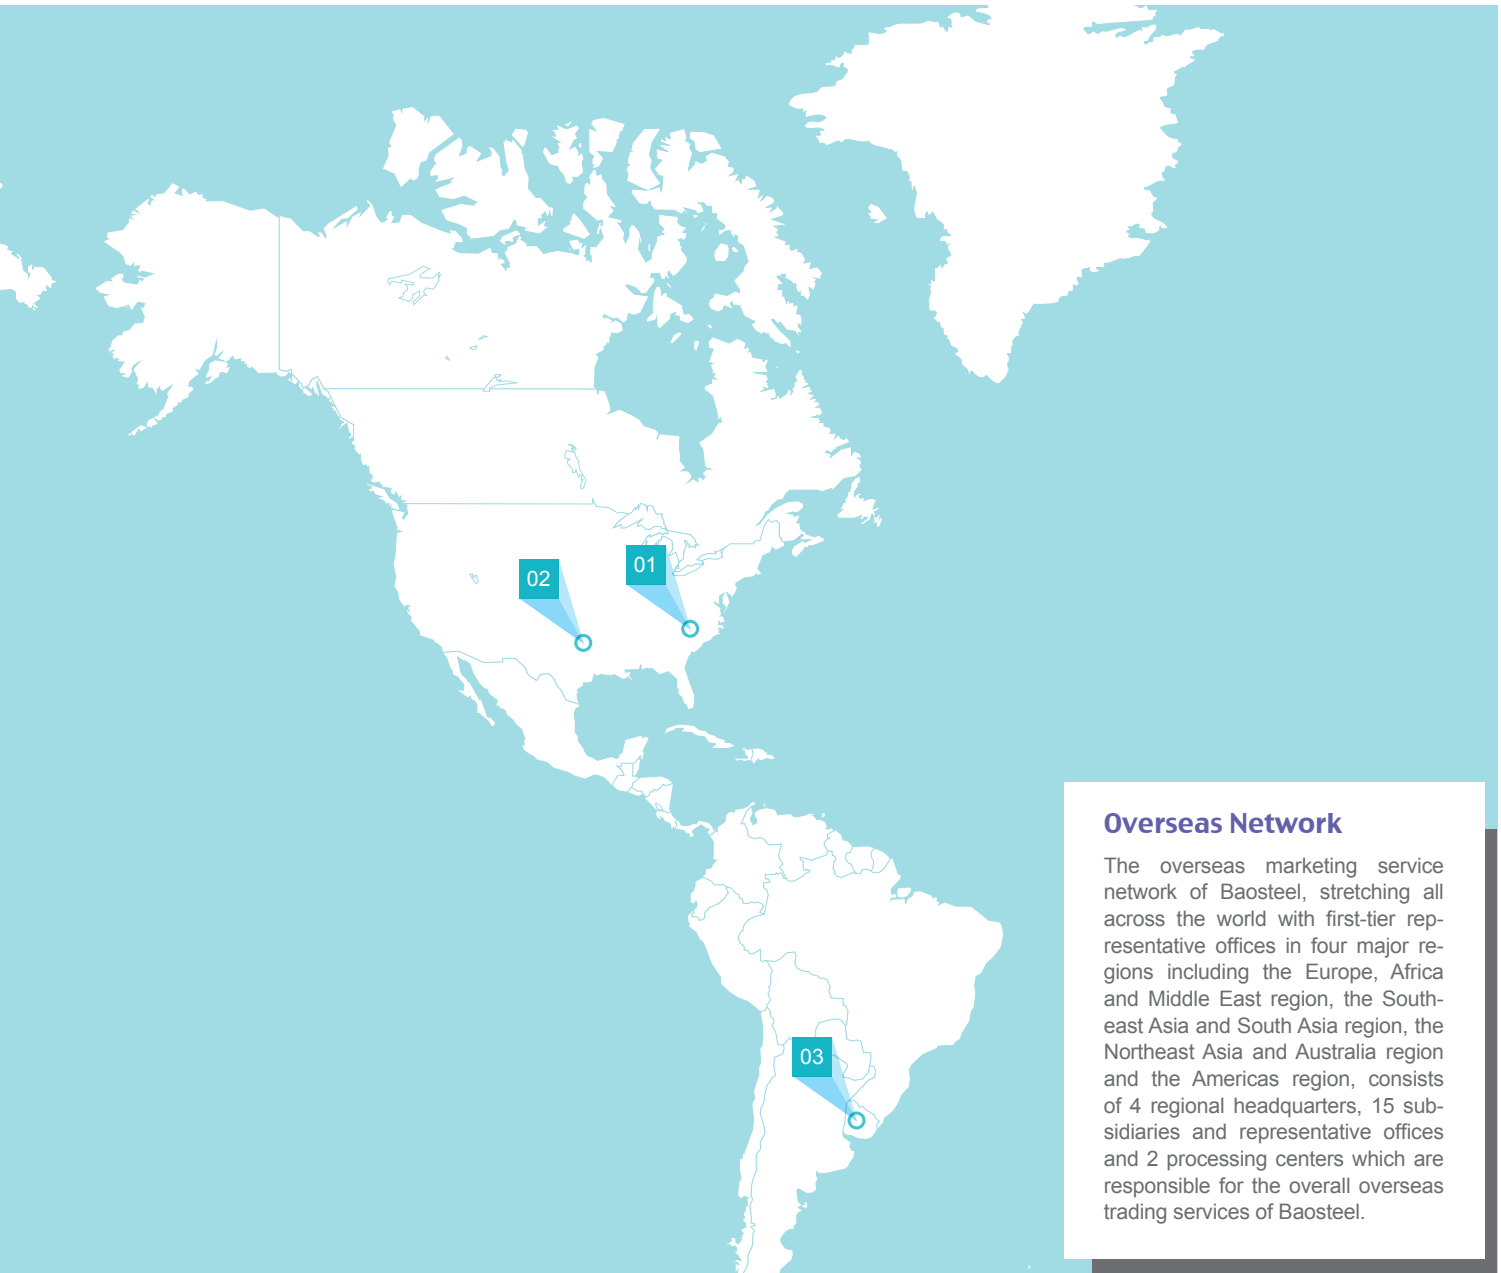 02
01
03
Overseas Network
The overseas marketing service
network of Baosteel, stretching all
across the world with first-tier rep-
resentative offices in four major re-
gions including the Europe, Africa
and Middle East region, the South-
east Asia and South Asia region, the
Northeast Asia and Australia region
and the Americas region, consists
of 4 regional headquarters, 15 sub-
sidiaries and representative offices
and 2 processing centers which are
responsible for the overall overseas
trading services of Baosteel.